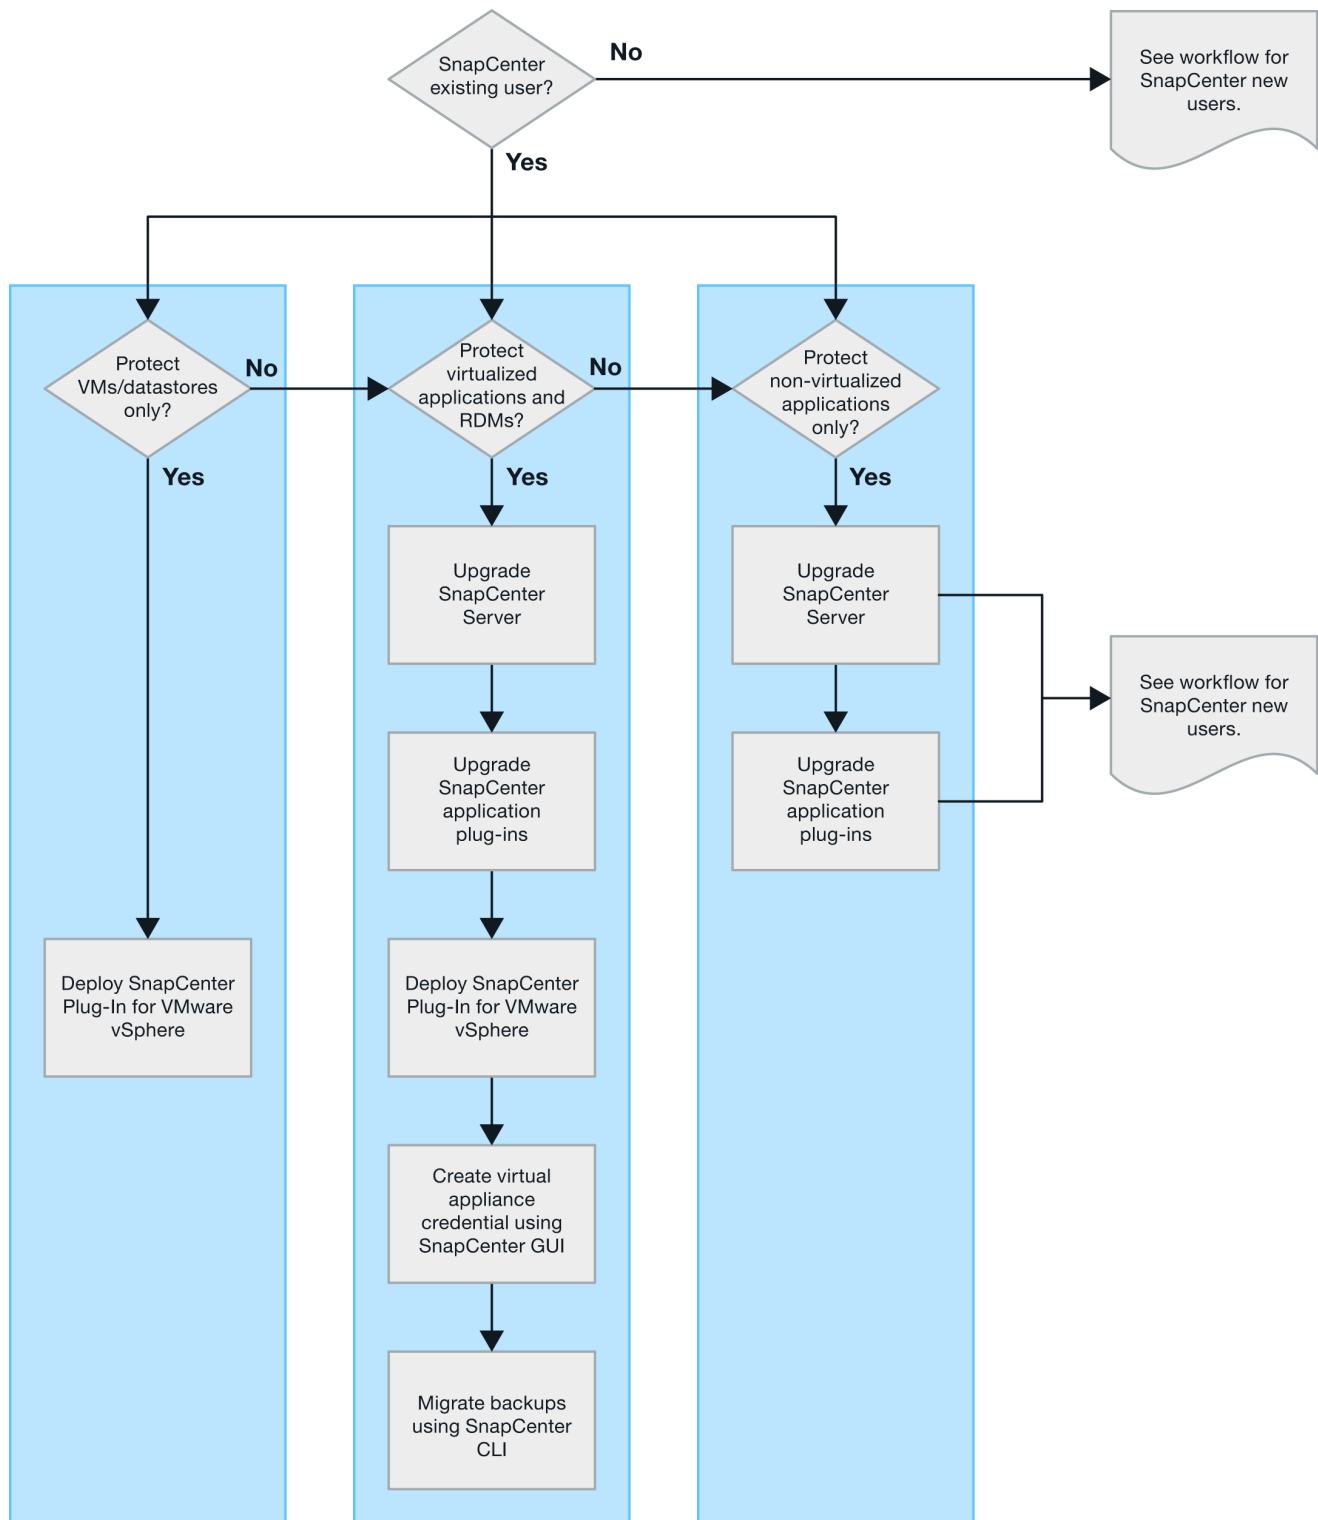 SnapCenter
existing user?
No
See workflow for
SnapCenter new
users.
Yes
Protect
VMs/datastores
only?
No
Yes
Protect
virtualized
applications and
RDMs?
No
Yes
Protect
non-virtualized
applications
only?
Yes
Upgrade
SnapCenter
Server
Upgrade
SnapCenter
Server
See workflow for
SnapCenter new
users.
Upgrade
SnapCenter
application
plug-ins
Upgrade
SnapCenter
application
plug-ins
Deploy SnapCenter
Plug-In for VMware
vSphere
Deploy SnapCenter
Plug-In for VMware
vSphere
Create virtual
appliance
credential using
SnapCenter GUI
Migrate backups
using SnapCenter
CLI